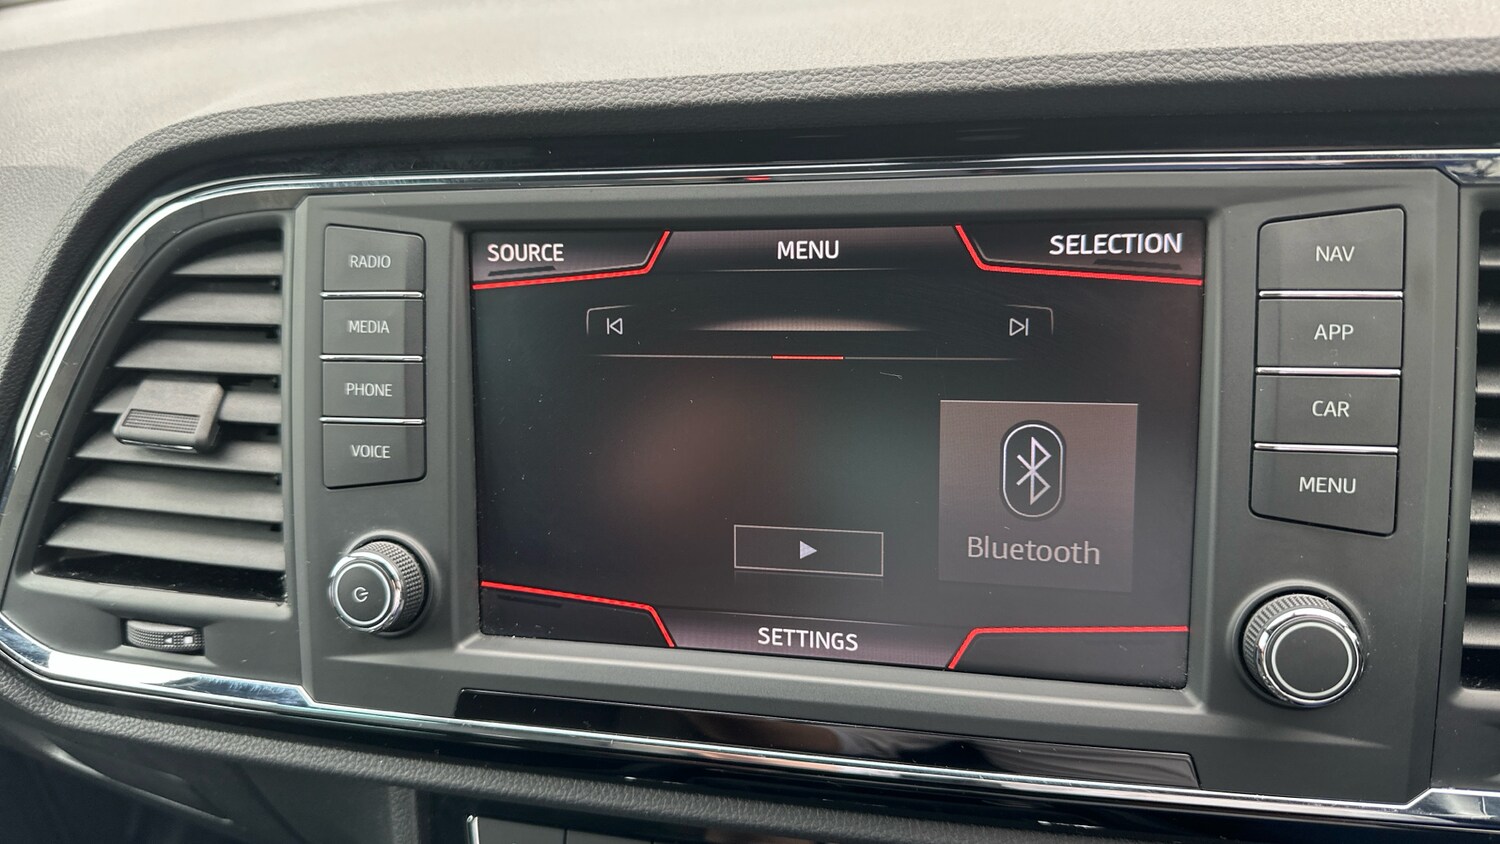 RADIO
MEDIA
PHONE
VOICE
SOURCE
MENU
SELECTION
Bluetooth
SETTINGS
NAV
APP
CAR
MENU